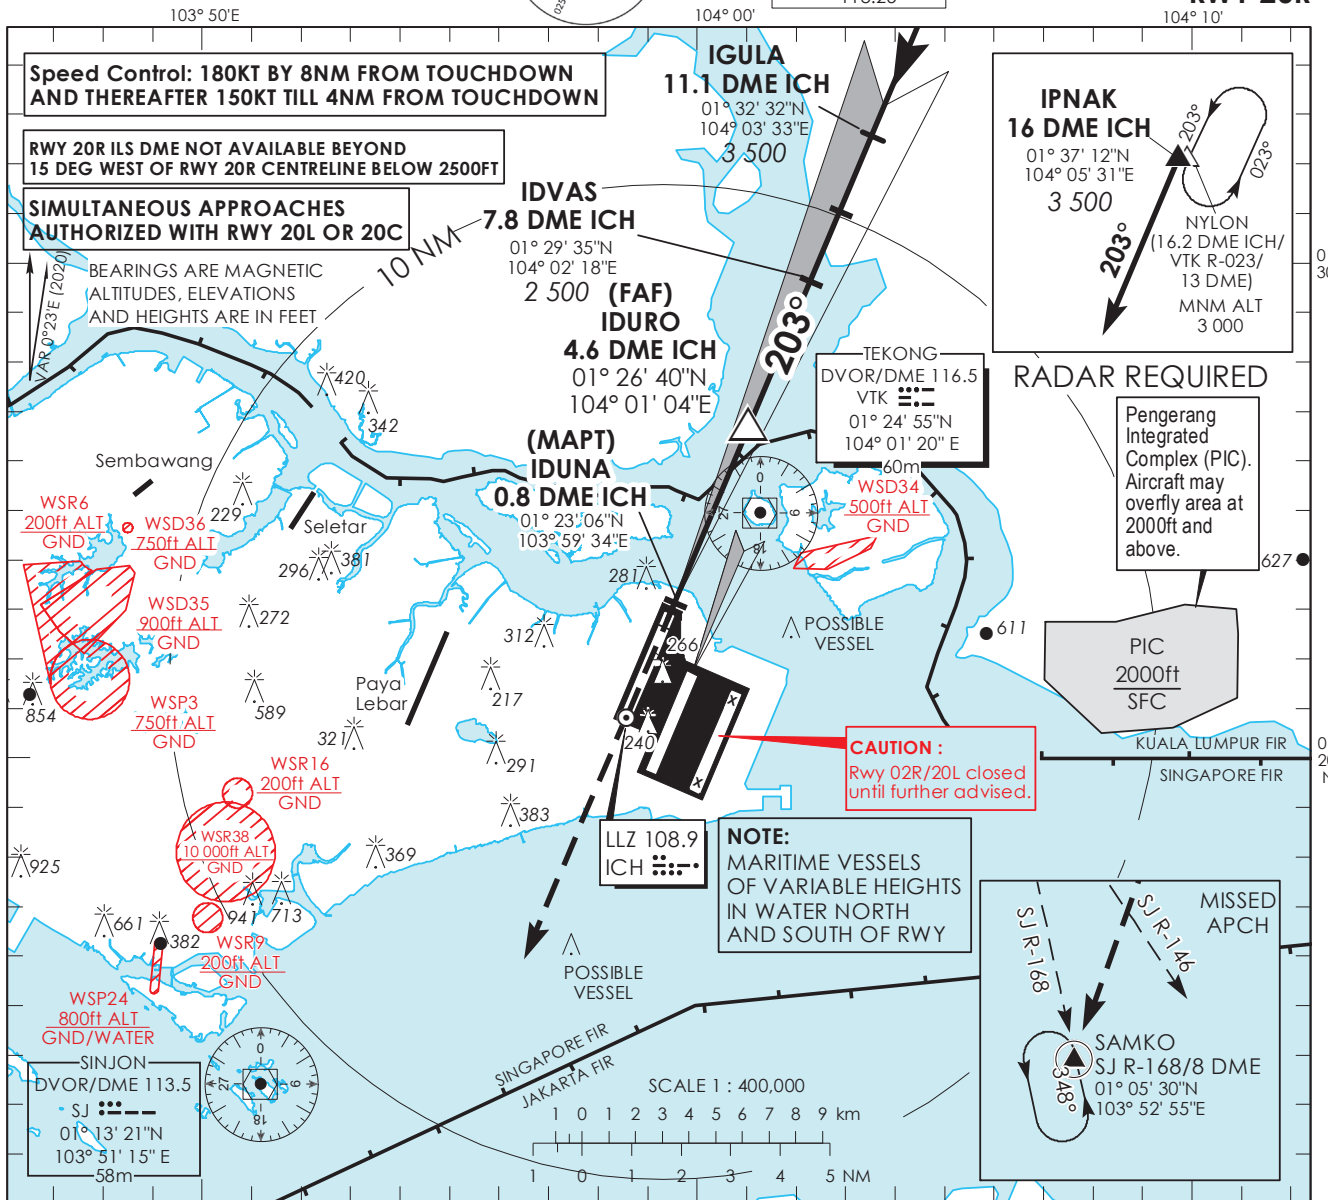 103° 50'E
104° 00'
104° 10'
Speed Control: 180KT BY 8NM FROM TOUCHDOWN
AND THEREAFTER 150KT TILL 4NM FROM TOUCHDOWN
RWY 20R ILS DME NOT AVAILABLE BEYOND
15 DEG WEST OF RWY 20R CENTRELINE BELOW 2500FT
SIMULTANEOUS APPROACHES
AUTHORIZED WITH RWY 20L OR 20C
BEARINGS ARE MAGNETIC
ALTITUDES, ELEVATIONS
AND HEIGHTS ARE IN FEET
VAR 0°23'E (2020)
10 NM
IGULA
11.1 DME ICH
01° 32' 32"N
104° 03' 33"E
3 500
IDVAS
7.8 DME ICH
01° 29' 35"N
104° 02' 18"E
2 500
(FAF)
IDURO
4.6 DME ICH
01° 26' 40"N
104° 01' 04"E
(MAPT)
IDUNA
0.8 DME ICH
01° 23' 06"N
103° 59' 34"E
203°
IPNAK
16 DME ICH
01° 37' 12"N
104° 05' 31"E
3 500
203°
023°
203°
NYLON
(16.2 DME ICH/
VTK R-023/
13 DME)
MNM ALT
3 000
TEKONG
DVOR/DME 116.5
VTK
01° 24' 55"N
104° 01' 20" E
60m
RADAR REQUIRED
Pengerang
Integrated
Complex (PIC).
Aircraft may
overfly area at
2000ft and
above.
627
611
PIC
2000ft
SFC
KUALA LUMPUR FIR
SINGAPORE FIR
WSD34
500ft ALT
GND
0
9
18
27
420
342
Sembawang
229
Seletar
296
381
WSR6
200ft ALT
GND
WSD36
750ft ALT
GND
WSD35
900ft ALT
GND
272
281
312
266
217
Paya
Lebar
589
854
WSP3
750ft ALT
GND
321
291
240
POSSIBLE
VESSEL
CAUTION :
Rwy 02R/20L closed
until further advised.
WSR16
200ft ALT
GND
WSR38
10 000ft ALT
GND
383
369
925
941
713
661
382
WSR9
200ft ALT
GND
WSP24
800ft ALT
GND/WATER
LLZ 108.9
ICH
NOTE:
MARITIME VESSELS
OF VARIABLE HEIGHTS
IN WATER NORTH
AND SOUTH OF RWY
POSSIBLE
VESSEL
MISSED
APCH
SJ R-168
SJ R-146
SAMKO
SJ R-168/8 DME
01° 05' 30"N
103° 52' 55"E
348°
SINGAPORE FIR
JAKARTA FIR
SINJON
DVOR/DME 113.5
SJ
01° 13' 21"N
103° 51' 15" E
58m
0
9
18
27
SCALE 1 : 400,000
1 0 1 2 3 4 5 6 7 8 9 km
1 0 1 2 3 4 5 NM